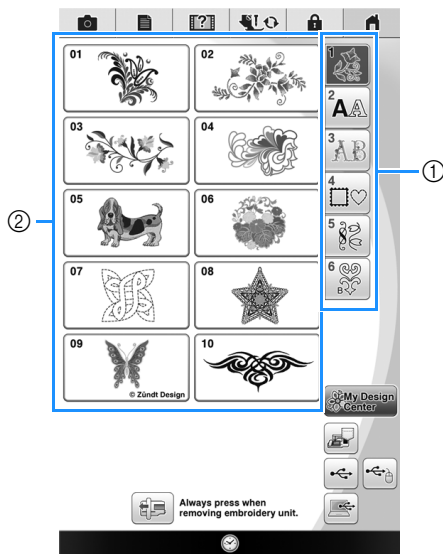 01
02
1
2
AA
03
04
3
AB
①
4
②
05
06
5
6
B
07
08
09
10
© Zündt Design
My Design
Center
Always press when
removing embroidery unit.